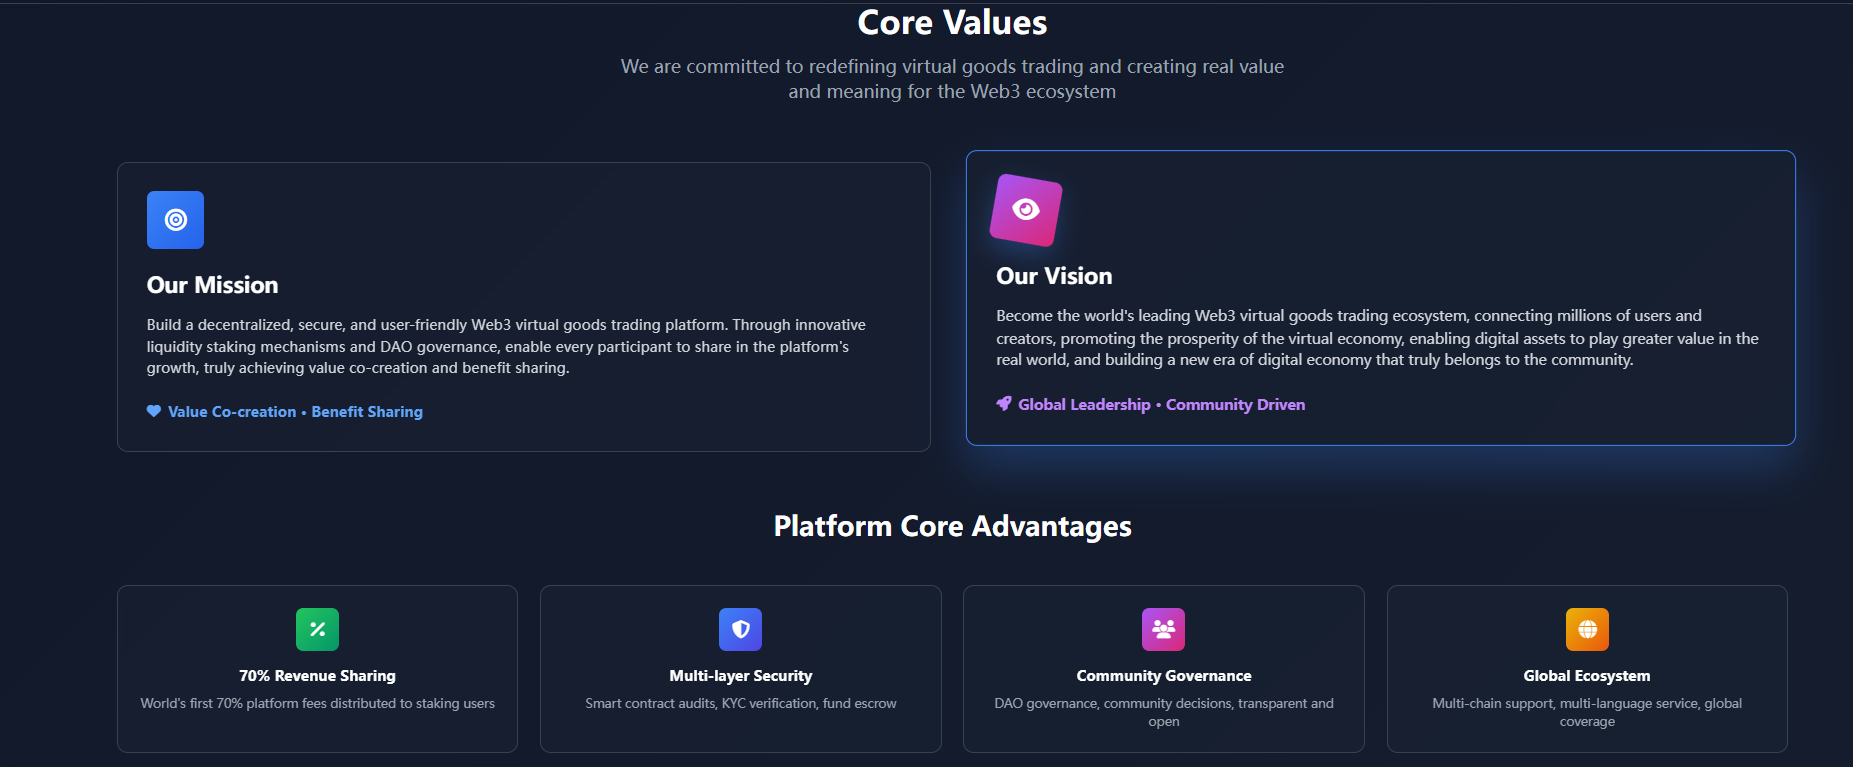 Core Values
We are committed to redefining virtual goods trading and creating real value
and meaning for the Web3 ecosystem
Our Mission
Build a decentralized, secure, and user-friendly Web3 virtual goods trading platform. Through innovative
liquidity staking mechanisms and DAO governance, enable every participant to share in the platform's
growth, truly achieving value co-creation and benefit sharing.
Value Co-creation • Benefit Sharing
Our Vision
Become the world's leading Web3 virtual goods trading ecosystem, connecting millions of users and
creators, promoting the prosperity of the virtual economy, enabling digital assets to play greater value in the
real world, and building a new era of digital economy that truly belongs to the community.
Global Leadership • Community Driven
Platform Core Advantages
70% Revenue Sharing
World's first 70% platform fees distributed to staking users
Multi-layer Security
Smart contract audits, KYC verification, fund escrow
Community Governance
DAO governance, community decisions, transparent and
open
Global Ecosystem
Multi-chain support, multi-language service, global
coverage